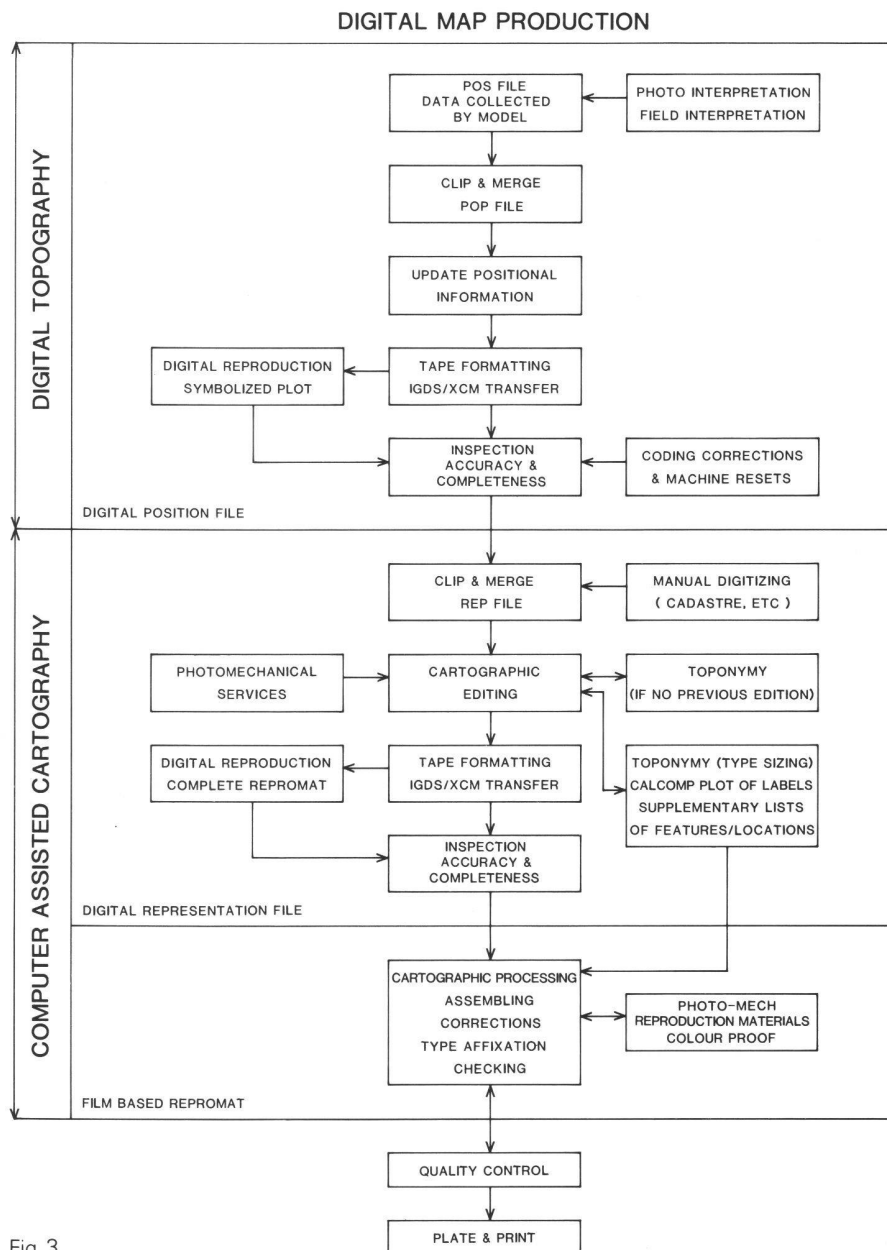 DIGITAL MAP PRODUCTION
DIGITAL TOPOGRAPHY
POS FILE
DATA COLLECTED
BY MODEL
PHOTO INTERPRETATION
FIELD INTERPRETATION
CLIP & MERGE
POP FILE
UPDATE POSITIONAL
INFORMATION
DIGITAL REPRODUCTION
SYMBOLIZED PLOT
TAPE FORMATTING
IGDS/XCM TRANSFER
INSPECTION
ACCURACY &
COMPLETENESS
CODING CORRECTIONS
& MACHINE RESETS
DIGITAL POSITION FILE
COMPUTER ASSISTED CARTOGRAPHY
CLIP & MERGE
REP FILE
MANUAL DIGITIZING
( CADASTRE, ETC )
PHOTOMECHANICAL
SERVICES
CARTOGRAPHIC
EDITING
TOPONYMY
(IF NO PREVIOUS EDITION)
DIGITAL REPRODUCTION
COMPLETE REPROMAT
TAPE FORMATTING
IGDS/XCM TRANSFER
TOPONYMY (TYPE SIZING)
CALCOMP PLOT OF LABELS
SUPPLEMENTARY LISTS
OF FEATURES/LOCATIONS
INSPECTION
ACCURACY &
COMPLETENESS
DIGITAL REPRESENTATION FILE
CARTOGRAPHIC PROCESSING
ASSEMBLING
CORRECTIONS
TYPE AFFIXATION
CHECKING
PHOTO-MECH
REPRODUCTION MATERIALS
COLOUR PROOF
FILM BASED REPROMAT
QUALITY CONTROL
PLATE & PRINT
Fig. 3